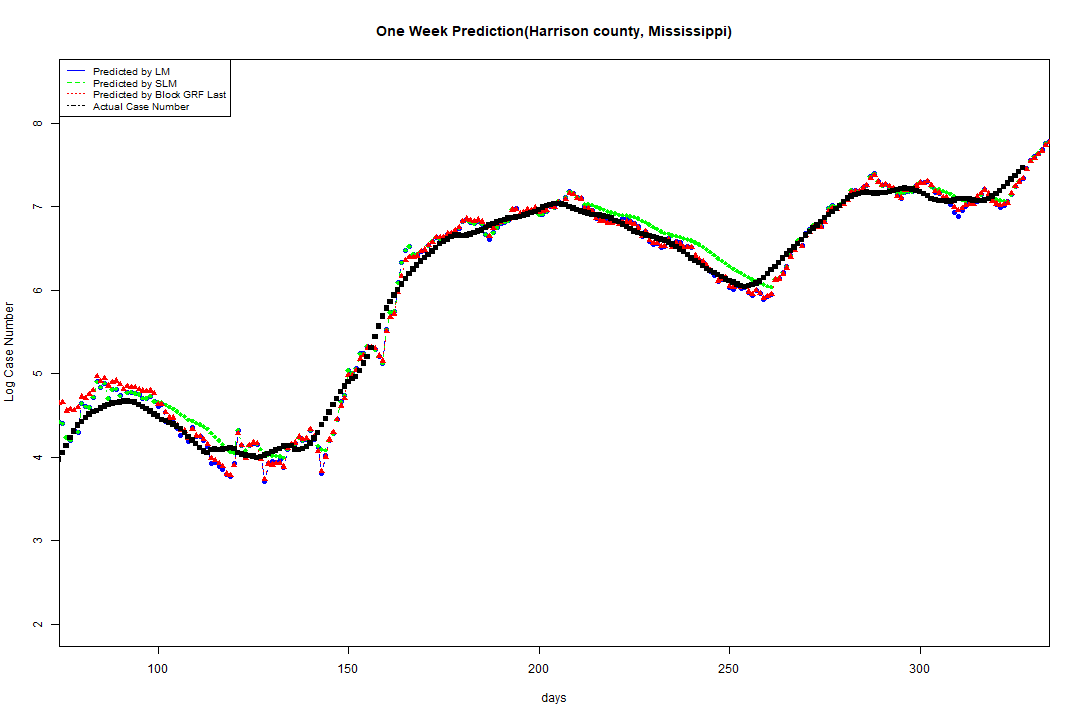 One Week Prediction(Harrison county, Mississippi)
Predicted by LM
Predicted by SLM
Predicted by Block GRF Last
Actual Case Number
Log Case Number
8
7
6
5
4
3
2
100
150
200
250
300
days